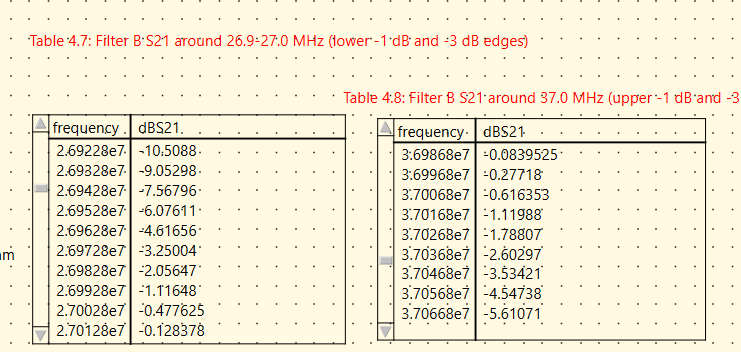 Table 4.7: Filter B S21 around 26.9-27.0 MHz (lower -1 dB and -3 dB edges)
Table 4.8: Filter B S21 around 37.0 MHz (upper -1 dB and -3
frequency dBS21
2.69228e7 -10.5088
2.69328e7 -9.05298
2.69428e7 -7.56796
2.69528e7 -6.07611
2.69628e7 -4.61656
2.69728e7 -3.25004
2.69828e7 -2.05647
2.69928e7 -1.11648
2.70028e7 -0.477625
2.70128e7 -0.128378
frequency dBS21
3.69868e7 -0.0839525
3.69968e7 -0.27718
3.70068e7 -0.616353
3.70168e7 -1.11988
3.70268e7 -1.78807
3.70368e7 -2.60297
3.70468e7 -3.53421
3.70568e7 -4.54738
3.70668e7 -5.61071